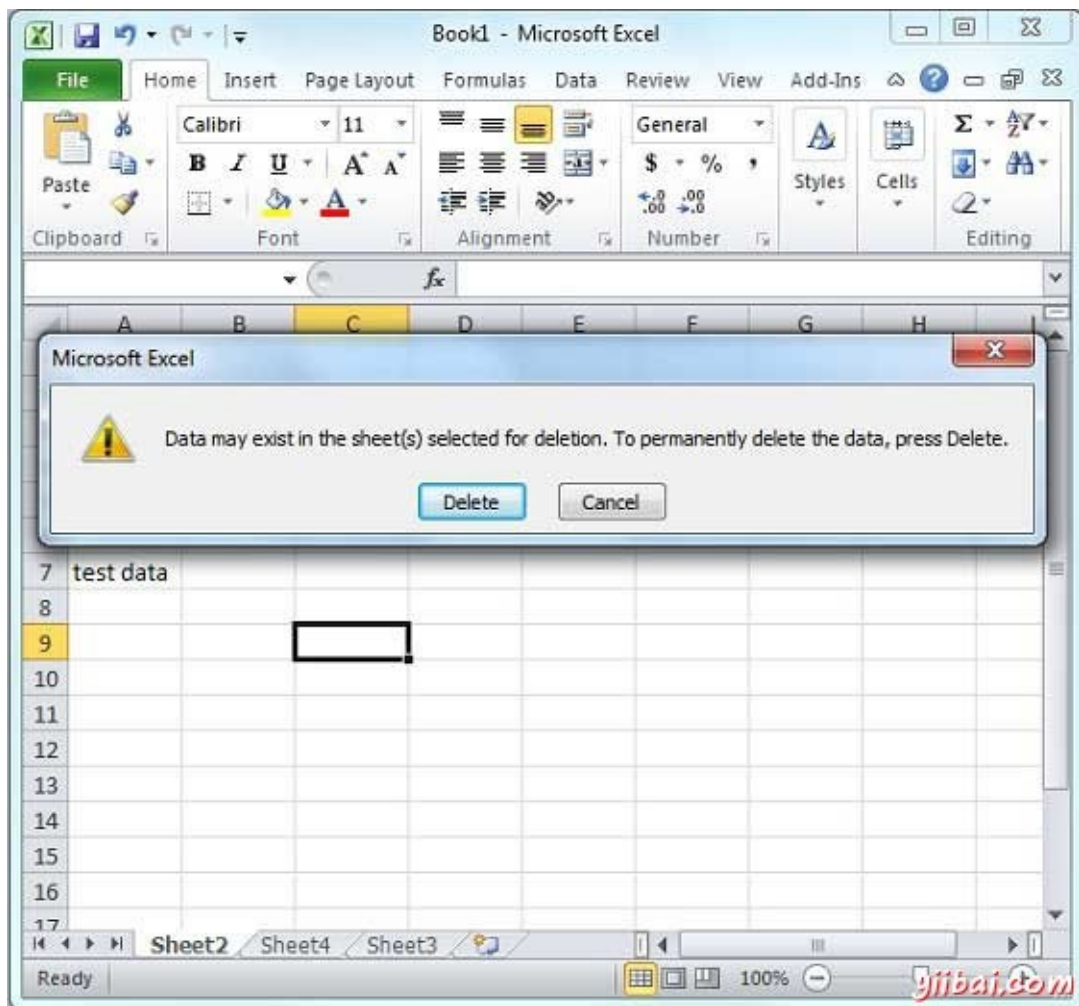 Book1 - Microsoft Excel
File Home Insert Page Layout Formulas Data Review View Add-Ins
Calibri 11 General
B I U A A $ % ,
Paste A .00 .0 Styles Cells
Clipboard Font Alignment Number Editing
fx
A B C D E F G H
Microsoft Excel
Data may exist in the sheet(s) selected for deletion. To permanently delete the data, press Delete.
Delete Cancel
7 test data
8
9
10
11
12
13
14
15
16
17
Sheet2 Sheet4 Sheet3
Ready 100%
yiibai.com